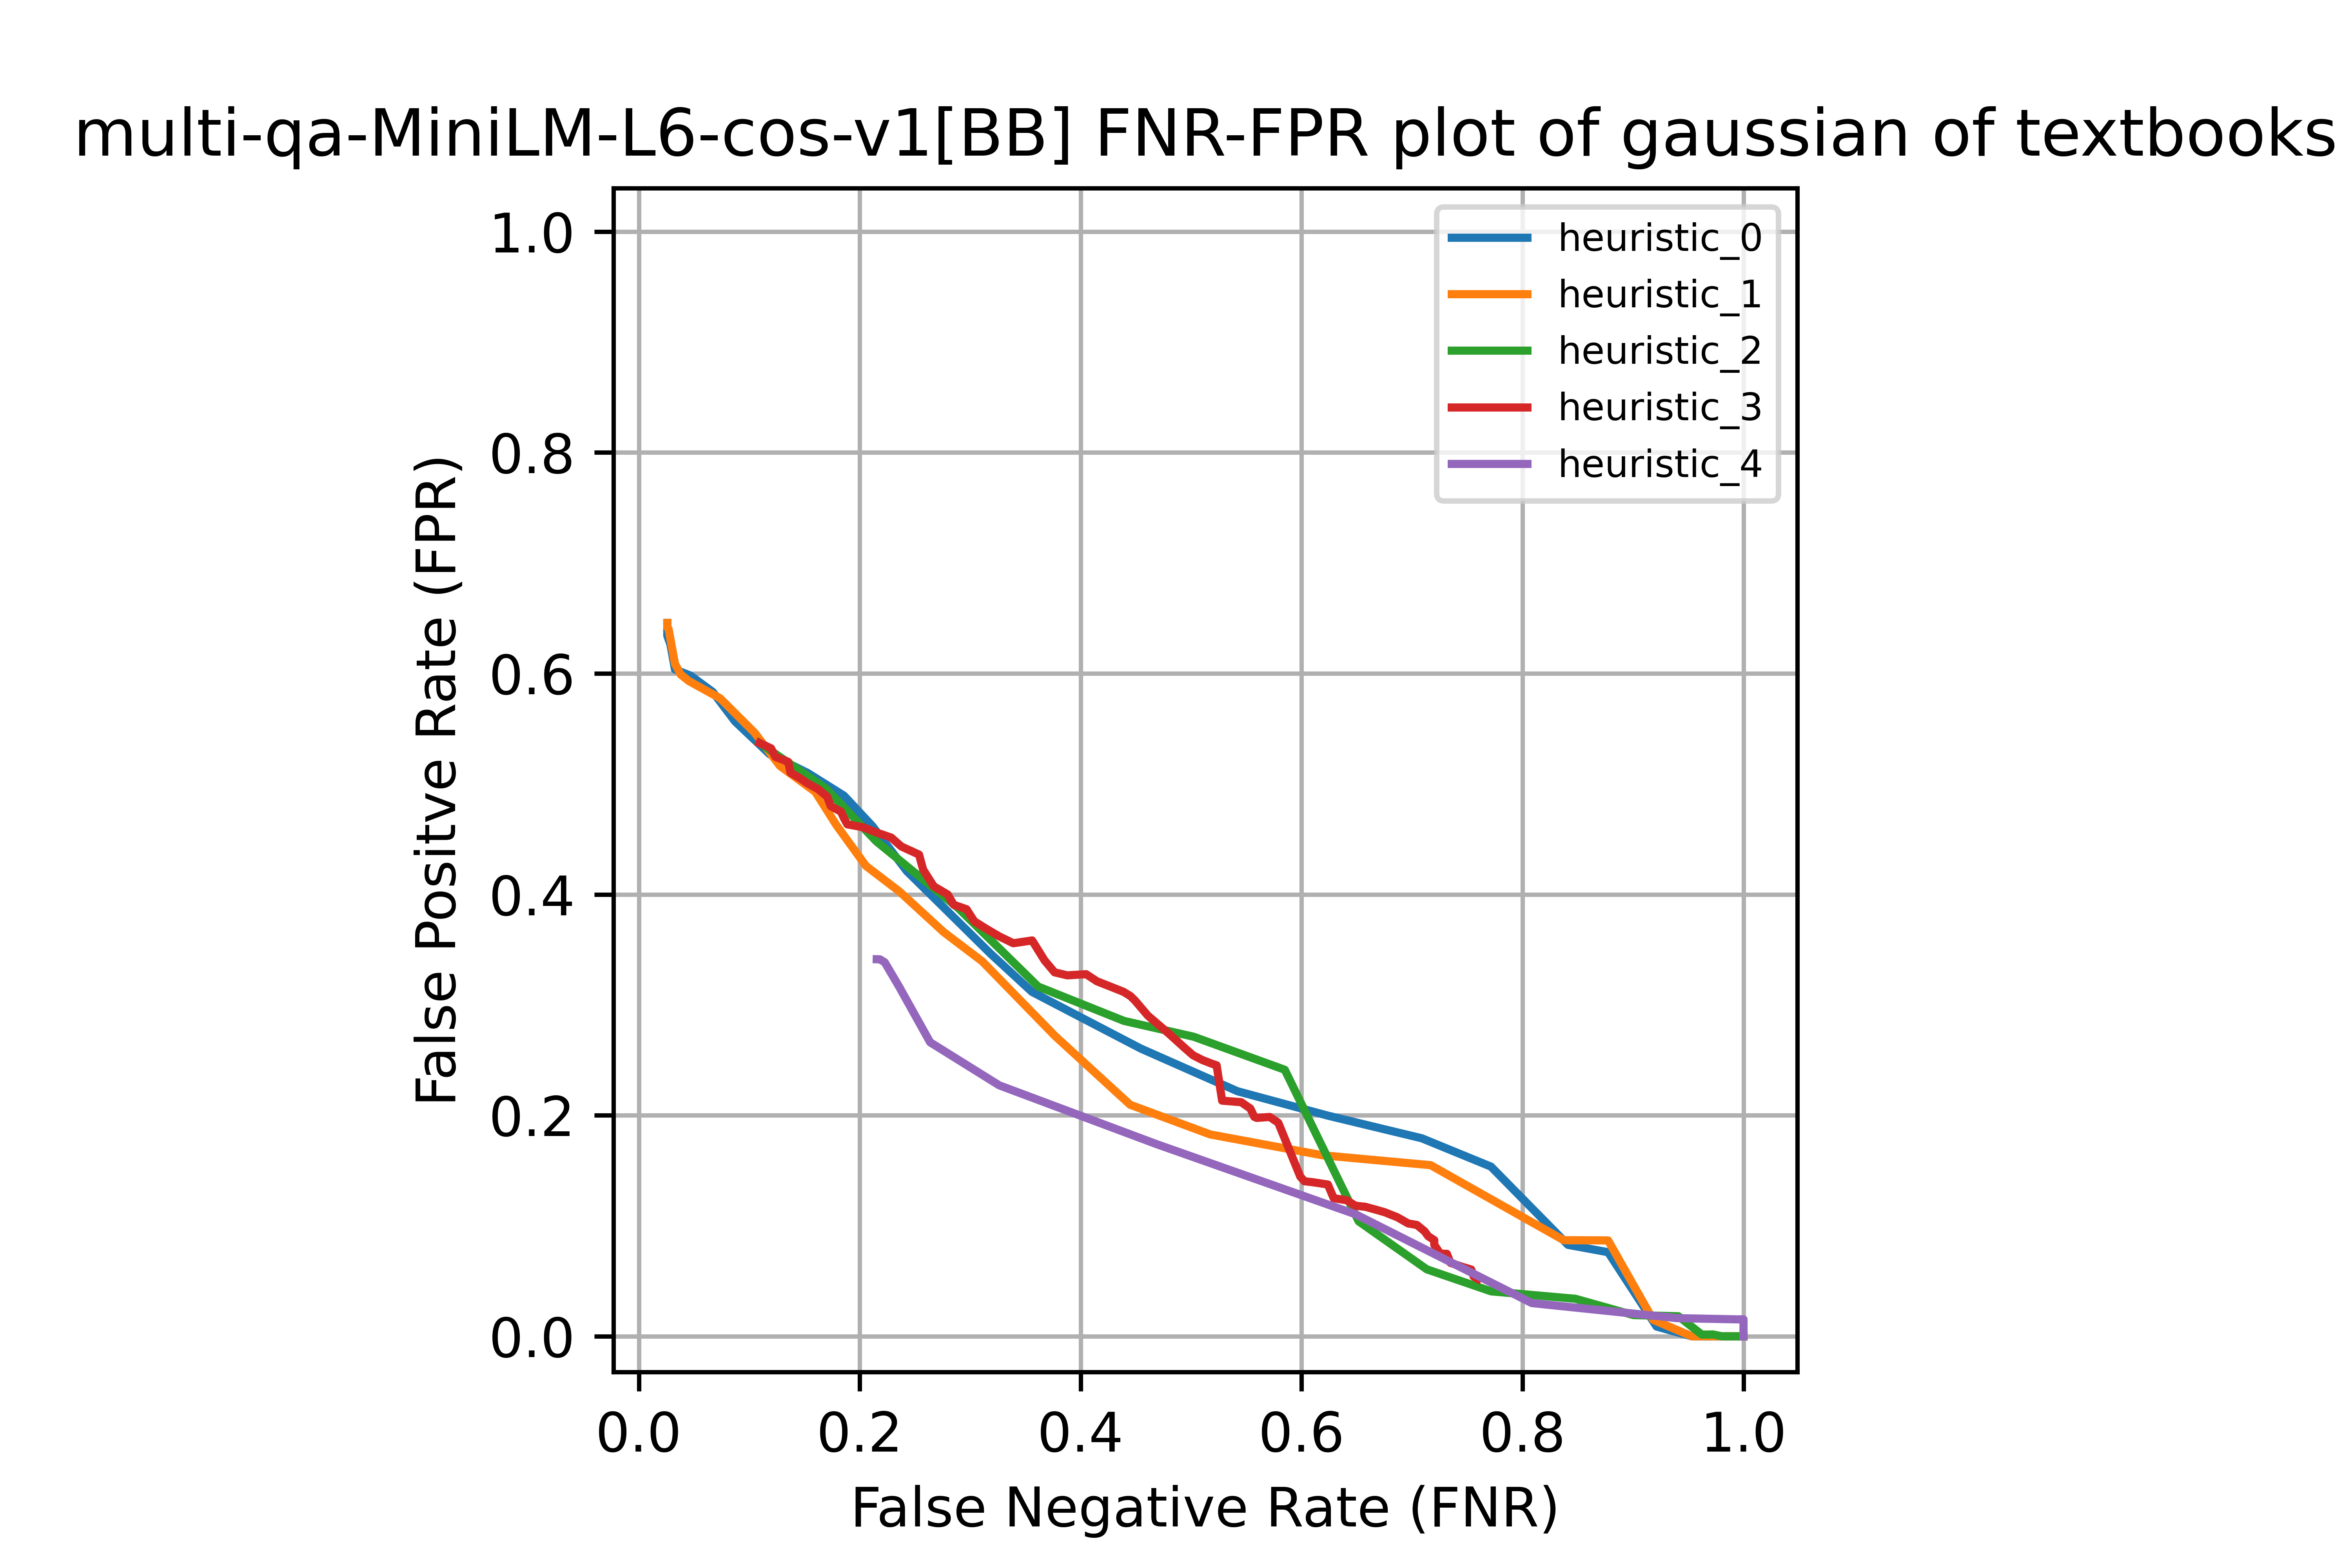 multi-qa-MiniLM-L6-cos-v1[BB] FNR-FPR plot of gaussian of textbooks
1.0
0.8
0.6
0.4
0.2
0.0
False Positve Rate (FPR)
heuristic_0
heuristic_1
heuristic_2
heuristic_3
heuristic_4
0.0 0.2 0.4 0.6 0.8 1.0
False Negative Rate (FNR)